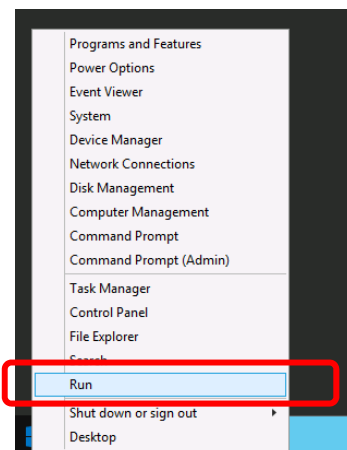 Programs and Features
Power Options
Event Viewer
System
Device Manager
Network Connections
Disk Management
Computer Management
Command Prompt
Command Prompt (Admin)
Task Manager
Control Panel
File Explorer
Search
Run
Shut down or sign out
Desktop